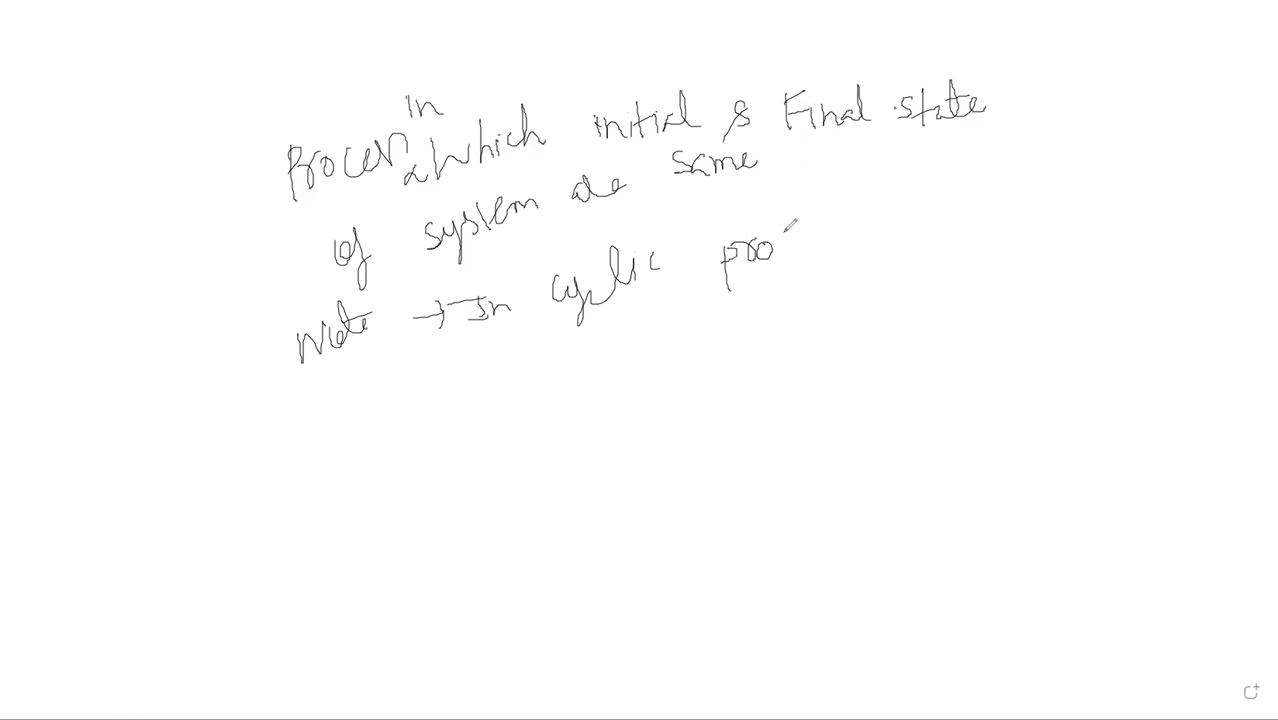 Process in which initial & Final state
of system are same
Note → In cyclic pro